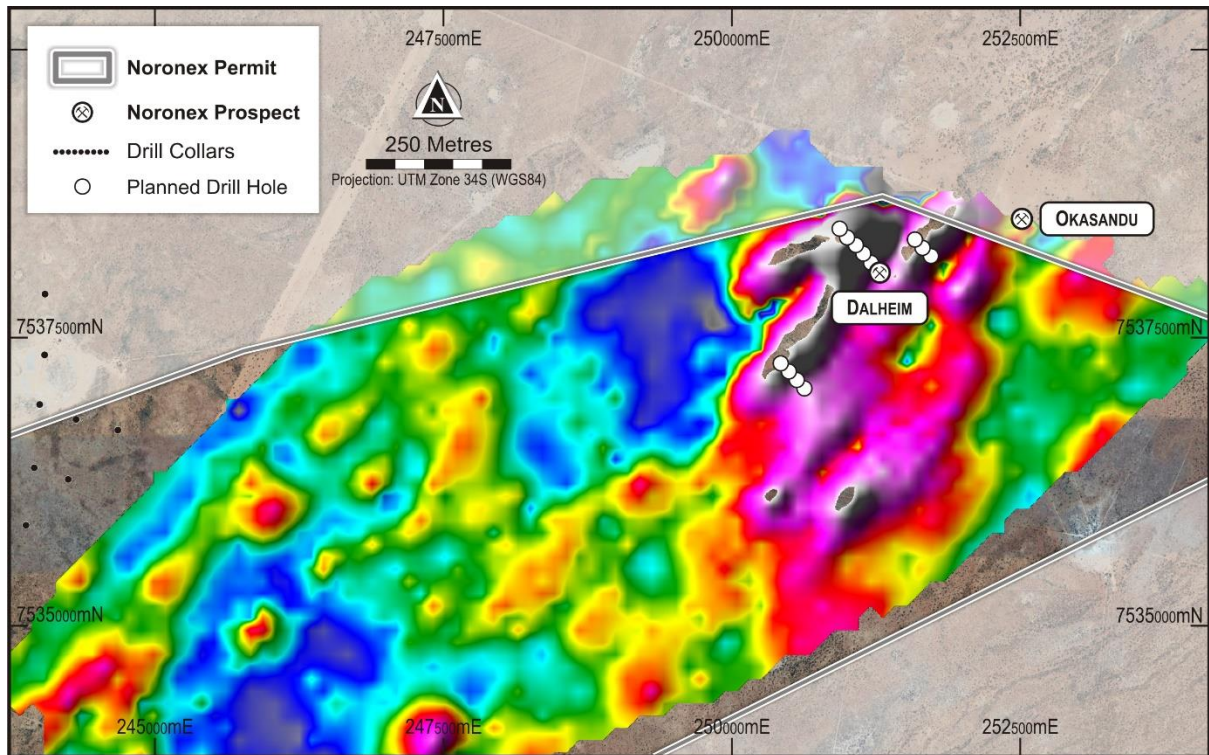 247500mE
250000mE
252500mE
Noronex Permit
Noronex Prospect
Drill Collars
Planned Drill Hole
N
250 Metres
Projection: UTM Zone 34S (WGS84)
OKASANDU
DALHEIM
7537500mN
7537500mN
7535000mN
7535000mN
245000mE
247500mE
250000mE
252500mE